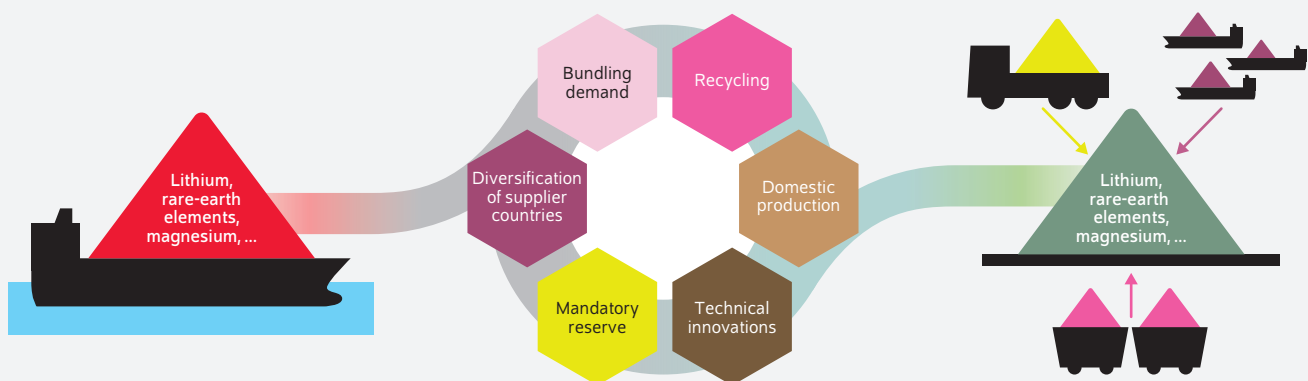 Lithium,
rare-earth
elements,
magnesium, ...
Bundling
demand
Recycling
Diversification
of supplier
countries
Domestic
production
Mandatory
reserve
Technical
innovations
Lithium,
rare-earth
elements,
magnesium, ...